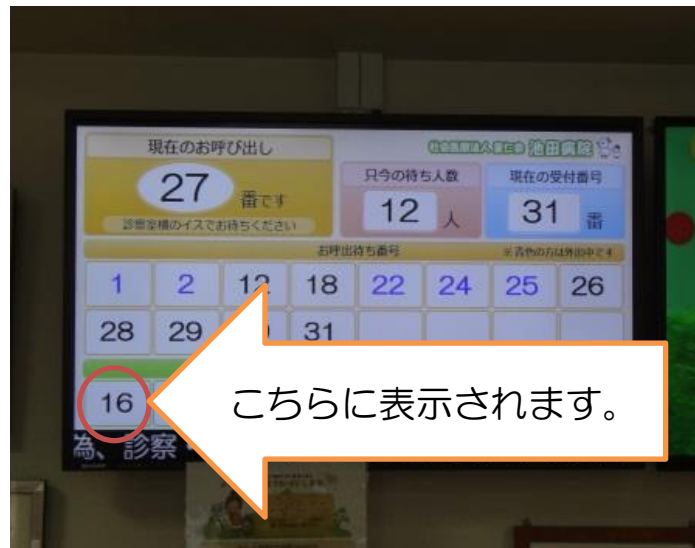 現在のお呼び出し
27 番です
診察室横のイスでお待ちください
池田病院
只今の待ち人数
12 人
現在の受付番号
31 番
お呼出待ち番号
※青色の方は外出中です
1 2 12 18 22 24 25 26
28 29 31
16
為、診察
こちらに表示されます。